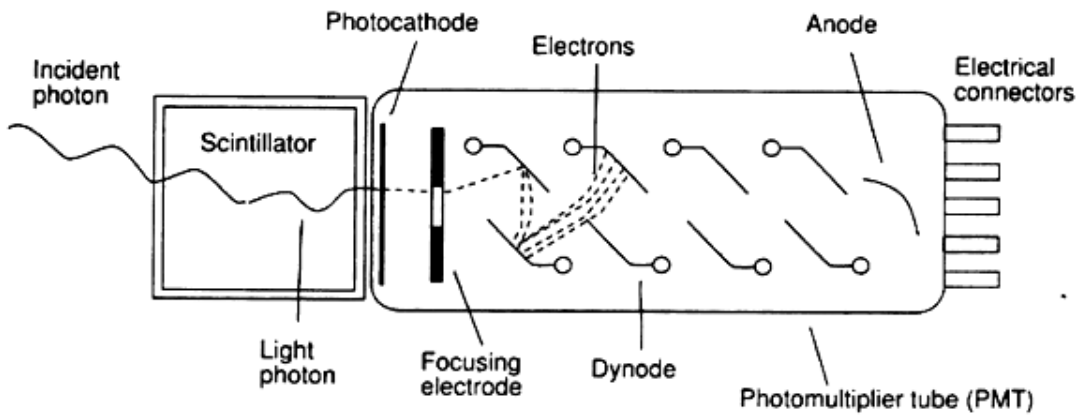 Photocathode
Electrons
Anode
Incident
photon
Electrical
connectors
Scintillator
Light
photon
Focusing
electrode
Dynode
Photomultiplier tube (PMT)